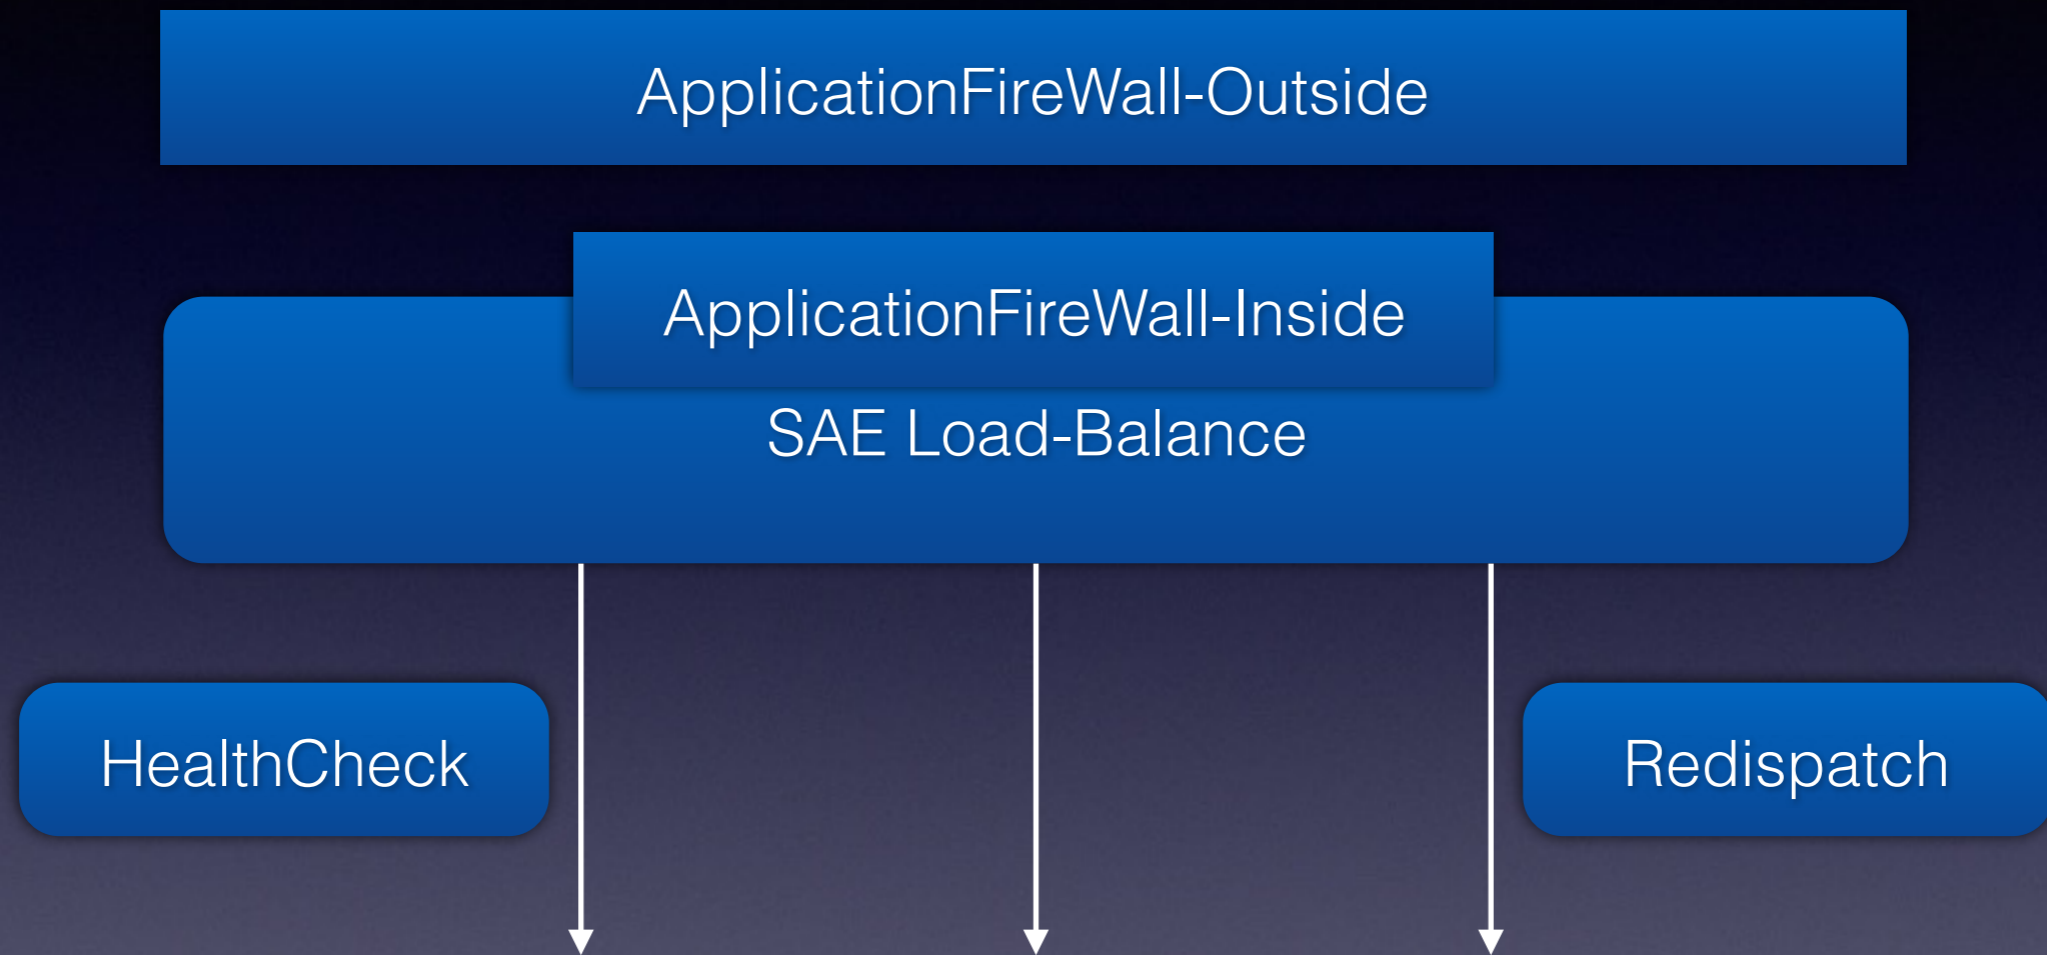 ApplicationFireWall-Outside
ApplicationFireWall-Inside
SAE Load-Balance
HealthCheck
Redispatch